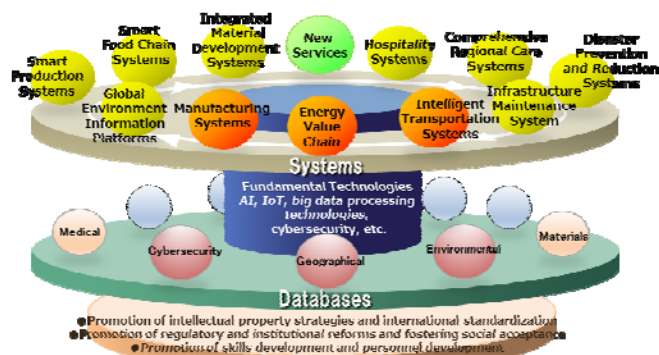 Smart
Production
Systems
Smart
Food Chain
Systems
Integrated
Material
Development
Systems
New
Services
Hospitality
Systems
Comprehensive
Regional Care
Systems
Disaster
Prevention
and Reduction
Systems
Global
Environment
Information
Platforms
Manufacturing
Systems
Energy
Value
Chain
Intelligent
Transportation
Systems
Infrastructure
Maintenance
System
Systems
Fundamental Technologies
AI, IoT, big data processing
technologies,
cybersecurity, etc.
Medical
Cybersecurity
Geographical
Environmental
Materials
Databases
●Promotion of intellectual property strategies and international standardization
●Promotion of regulatory and institutional reforms and fostering social acceptance
●Promotion of skills development and personnel development